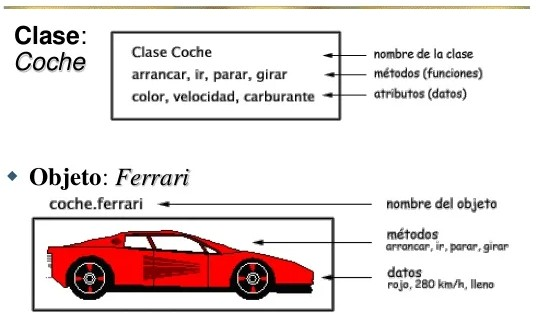 Clase:
Coche
Clase Coche
arrancar, ir, parar, girar
color, velocidad, carburante
nombre de la clase
métodos (funciones)
atributos (datos)
Objeto: Ferrari
coche.ferrari
nombre del objeto
métodos
arrancar, ir, parar, girar
datos
rojo, 280 km/h, lleno